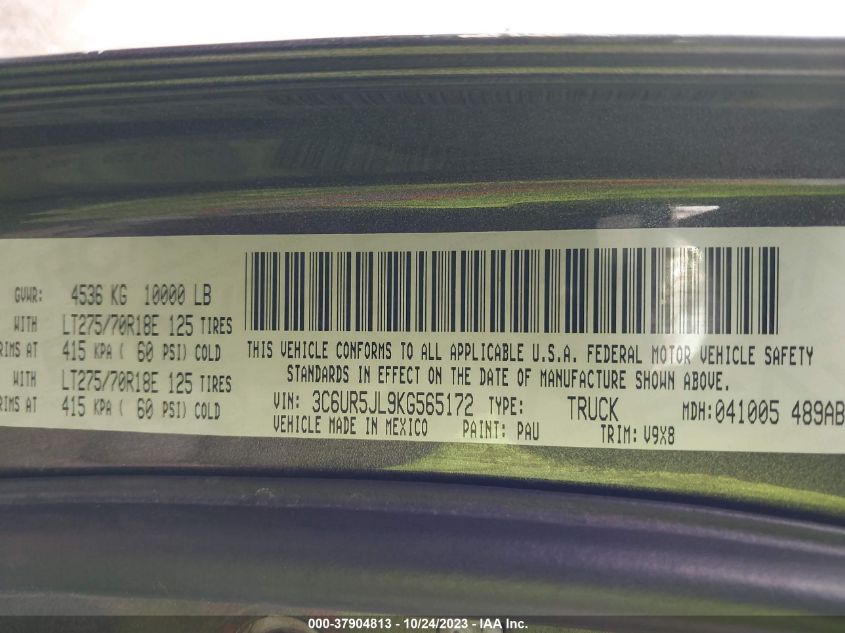 GVWR: 4536 KG 10000 LB
WITH LT275/70R18E 125 TIRES
RIMS AT 415 KPA ( 60 PSI) COLD
WITH LT275/70R18E 125 TIRES
RIMS AT 415 KPA ( 60 PSI) COLD
THIS VEHICLE CONFORMS TO ALL APPLICABLE U.S.A. FEDERAL MOTOR VEHICLE SAFETY
STANDARDS IN EFFECT ON THE DATE OF MANUFACTURE SHOWN ABOVE.
VIN: 3C6UR5JL9KG565172 TYPE: TRUCK MDH:041005 489AB
VEHICLE MADE IN MEXICO PAINT: PAU TRIM: V9X8
000-37904813 - 10/24/2023 - IAA Inc.